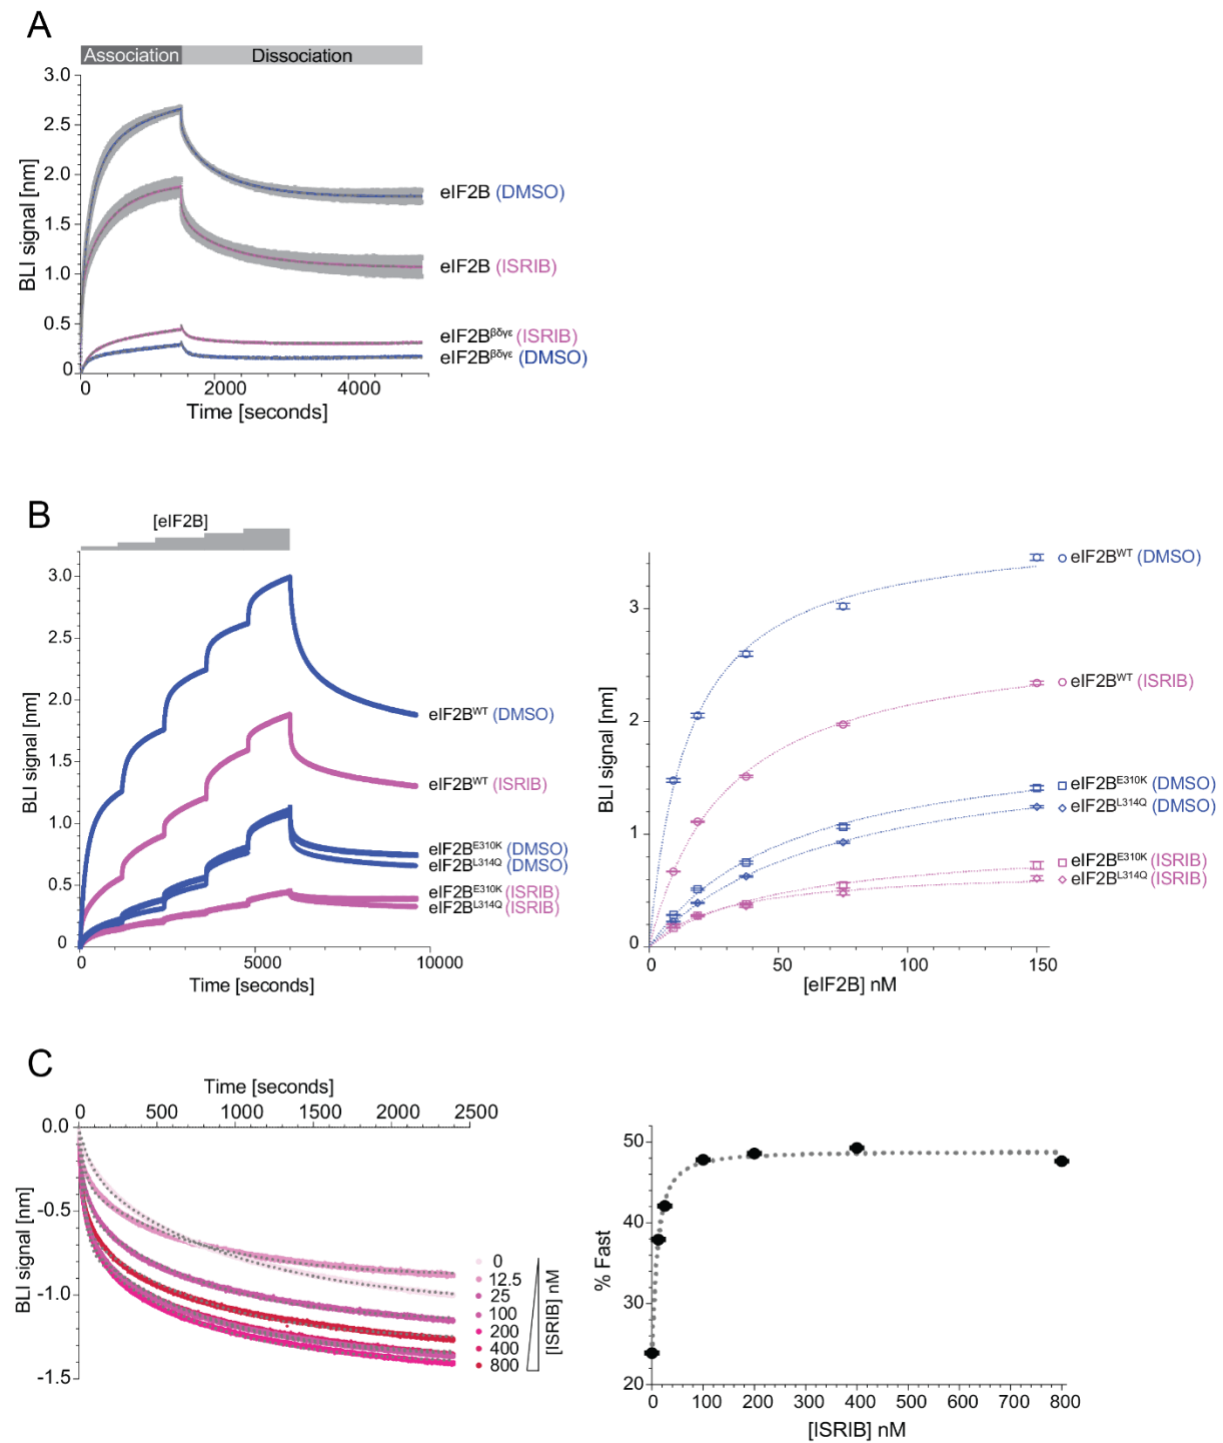 A
Association Dissociation
3.0
2.5
2.0
1.5
1.0
0.5
0
BLI signal [nm]
0 2000 4000
Time [seconds]
eIF2B (DMSO)
eIF2B (ISRIB)
eIF2Bβδγε (ISRIB)
eIF2Bβδγε (DMSO)
B
[eIF2B]
3.0
2.5
2.0
1.5
1.0
0.5
0
BLI signal [nm]
0 5000 10000
Time [seconds]
eIF2BWT (DMSO)
eIF2BWT (ISRIB)
eIF2BE310K (DMSO)
eIF2BL314Q (DMSO)
eIF2BE310K (ISRIB)
eIF2BL314Q (ISRIB)
3
2
1
0
BLI signal [nm]
0 50 100 150
[eIF2B] nM
eIF2BWT (DMSO)
eIF2BWT (ISRIB)
eIF2BE310K (DMSO)
eIF2BL314Q (DMSO)
eIF2BE310K (ISRIB)
eIF2BL314Q (ISRIB)
C
Time [seconds]
0 500 1000 1500 2000 2500
0.0
-0.5
-1.0
-1.5
BLI signal [nm]
0
12.5
25
100
200
400
800
[ISRIB] nM
50
40
30
20
% Fast
0 100 200 300 400 500 600 700 800
[ISRIB] nM